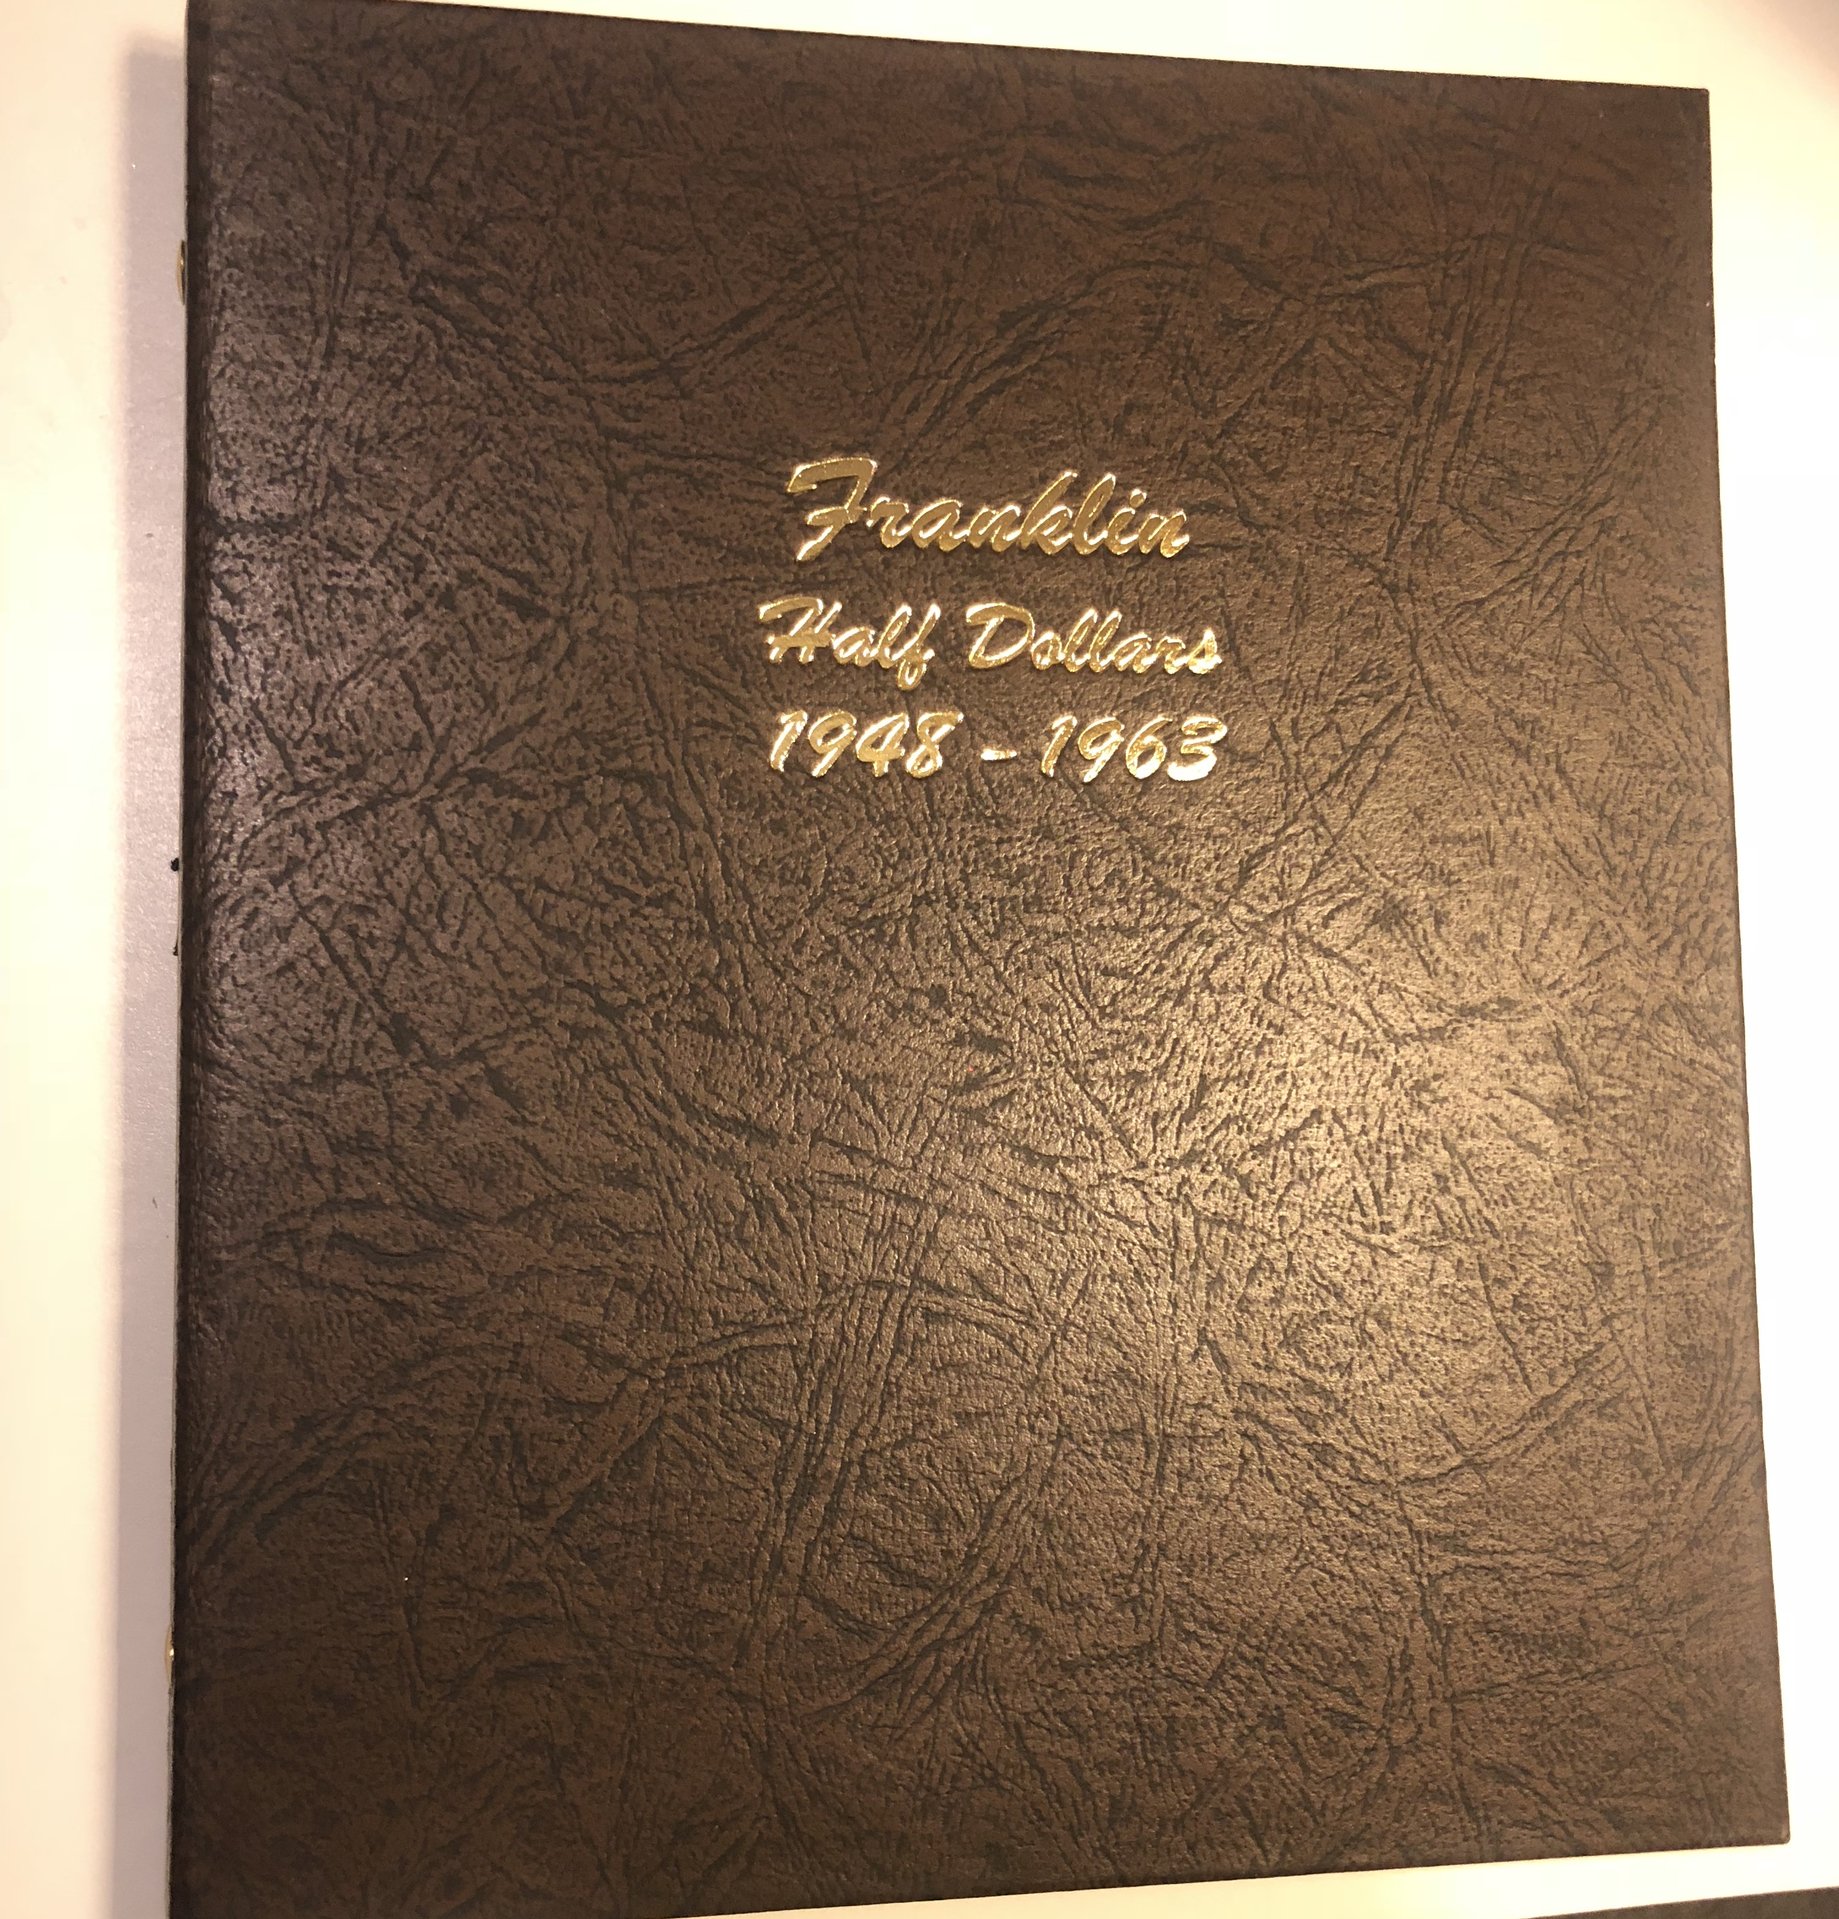 Franklin
Half Dollars
1948 - 1963